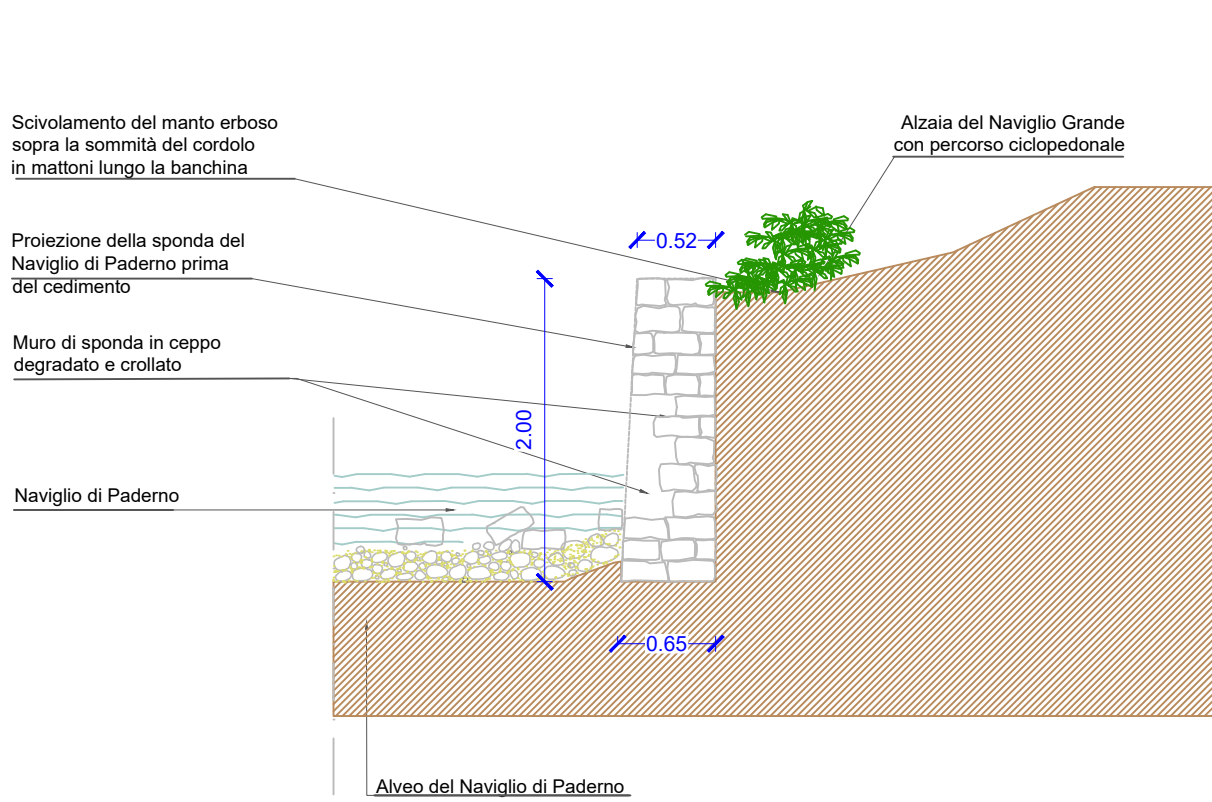 Scivolamento del manto erboso
sopra la sommità del cordolo
in mattoni lungo la banchina
Alzaia del Naviglio Grande
con percorso ciclopedonale
Proiezione della sponda del
Naviglio di Paderno prima
del cedimento
0.52
Muro di sponda in ceppo
degradato e crollato
2.00
Naviglio di Paderno
0.65
Alveo del Naviglio di Paderno